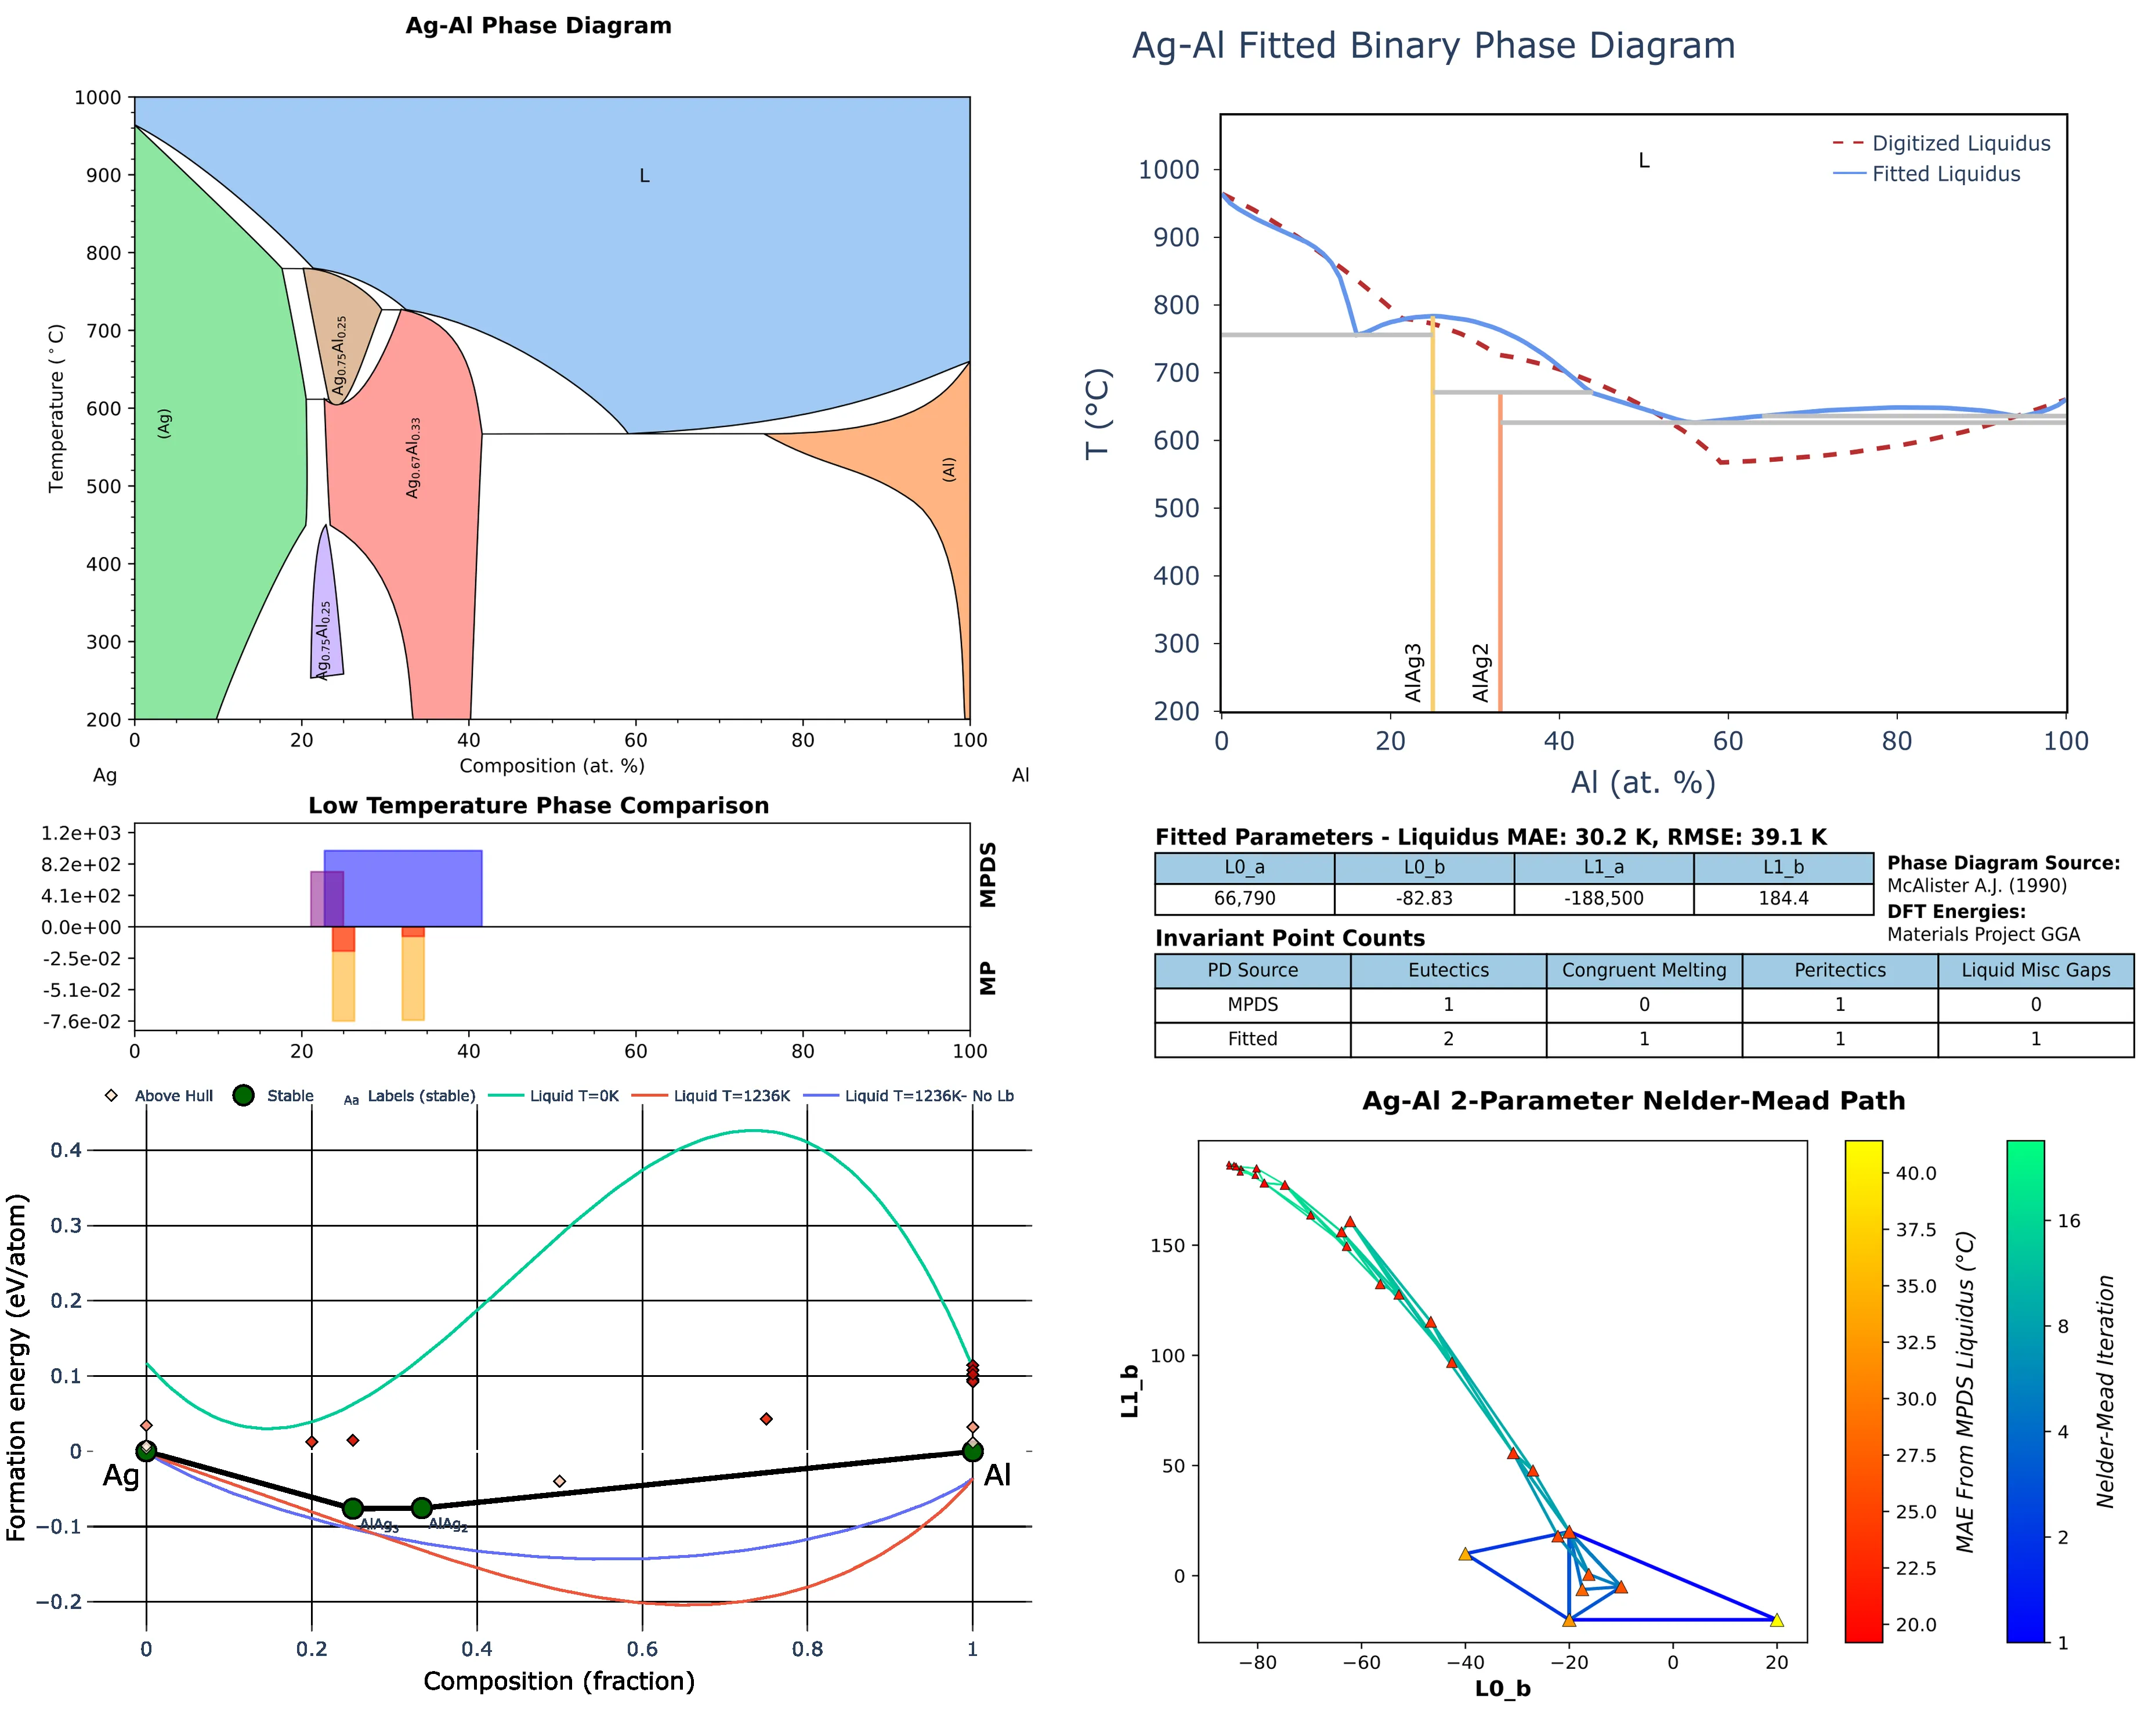 Ag-Al Phase Diagram
1000
900
800
700
600
500
400
300
200
Temperature (°C)
L
(Ag)
Ag0.75Al0.25
Ag0.67Al0.33
Ag0.75Al0.25
(Al)
0 20 40 60 80 100
Composition (at. %)
Ag Al
Low Temperature Phase Comparison
1.2e+03
8.2e+02
4.1e+02
0.0e+00
-2.5e-02
-5.1e-02
-7.6e-02
MPDS
MP
0 20 40 60 80 100
Above Hull Stable Aa Labels (stable) Liquid T=0K Liquid T=1236K Liquid T=1236K- No Lb
0.4
0.3
0.2
0.1
0
−0.1
−0.2
Formation energy (eV/atom)
Ag
Al
AlAg3
AlAg2
0 0.2 0.4 0.6 0.8 1
Composition (fraction)
Ag-Al Fitted Binary Phase Diagram
1000
900
800
700
600
500
400
300
200
T (°C)
L
Digitized Liquidus
Fitted Liquidus
AlAg3
AlAg2
0 20 40 60 80 100
Al (at. %)
Fitted Parameters - Liquidus MAE: 30.2 K, RMSE: 39.1 K
L0_a L0_b L1_a L1_b
66,790 -82.83 -188,500 184.4
Phase Diagram Source:
McAlister A.J. (1990)
DFT Energies:
Materials Project GGA
Invariant Point Counts
PD Source Eutectics Congruent Melting Peritectics Liquid Misc Gaps
MPDS 1 0 1 0
Fitted 2 1 1 1
Ag-Al 2-Parameter Nelder-Mead Path
150
100
50
0
L1_b
−80 −60 −40 −20 0 20
L0_b
40.0
37.5
35.0
32.5
30.0
27.5
25.0
22.5
20.0
MAE From MPDS Liquidus (°C)
16
8
4
2
1
Nelder-Mead Iteration